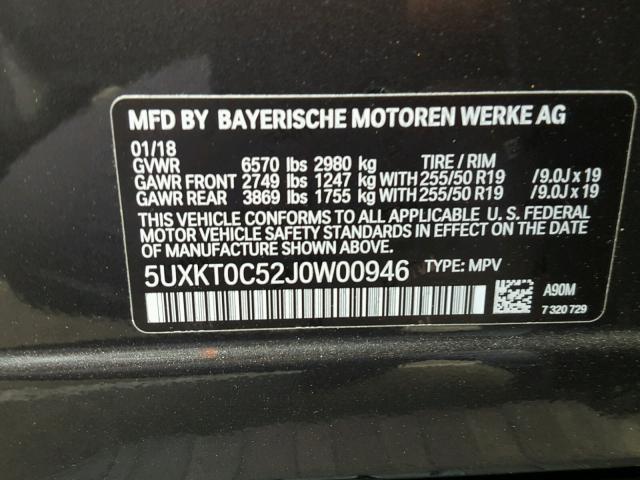 MFD BY BAYERISCHE MOTOREN WERKE AG
01/18
GVWR 6570 lbs 2980 kg TIRE / RIM
GAWR FRONT 2749 lbs 1247 kg WITH 255/50 R19 /9.0J x 19
GAWR REAR 3869 lbs 1755 kg WITH 255/50 R19 /9.0J x 19
THIS VEHICLE CONFORMS TO ALL APPLICABLE U. S. FEDERAL
MOTOR VEHICLE SAFETY STANDARDS IN EFFECT ON THE DATE
OF MANUFACTURE SHOWN ABOVE.
5UXKT0C52J0W00946 TYPE: MPV
A90M
7 320 729